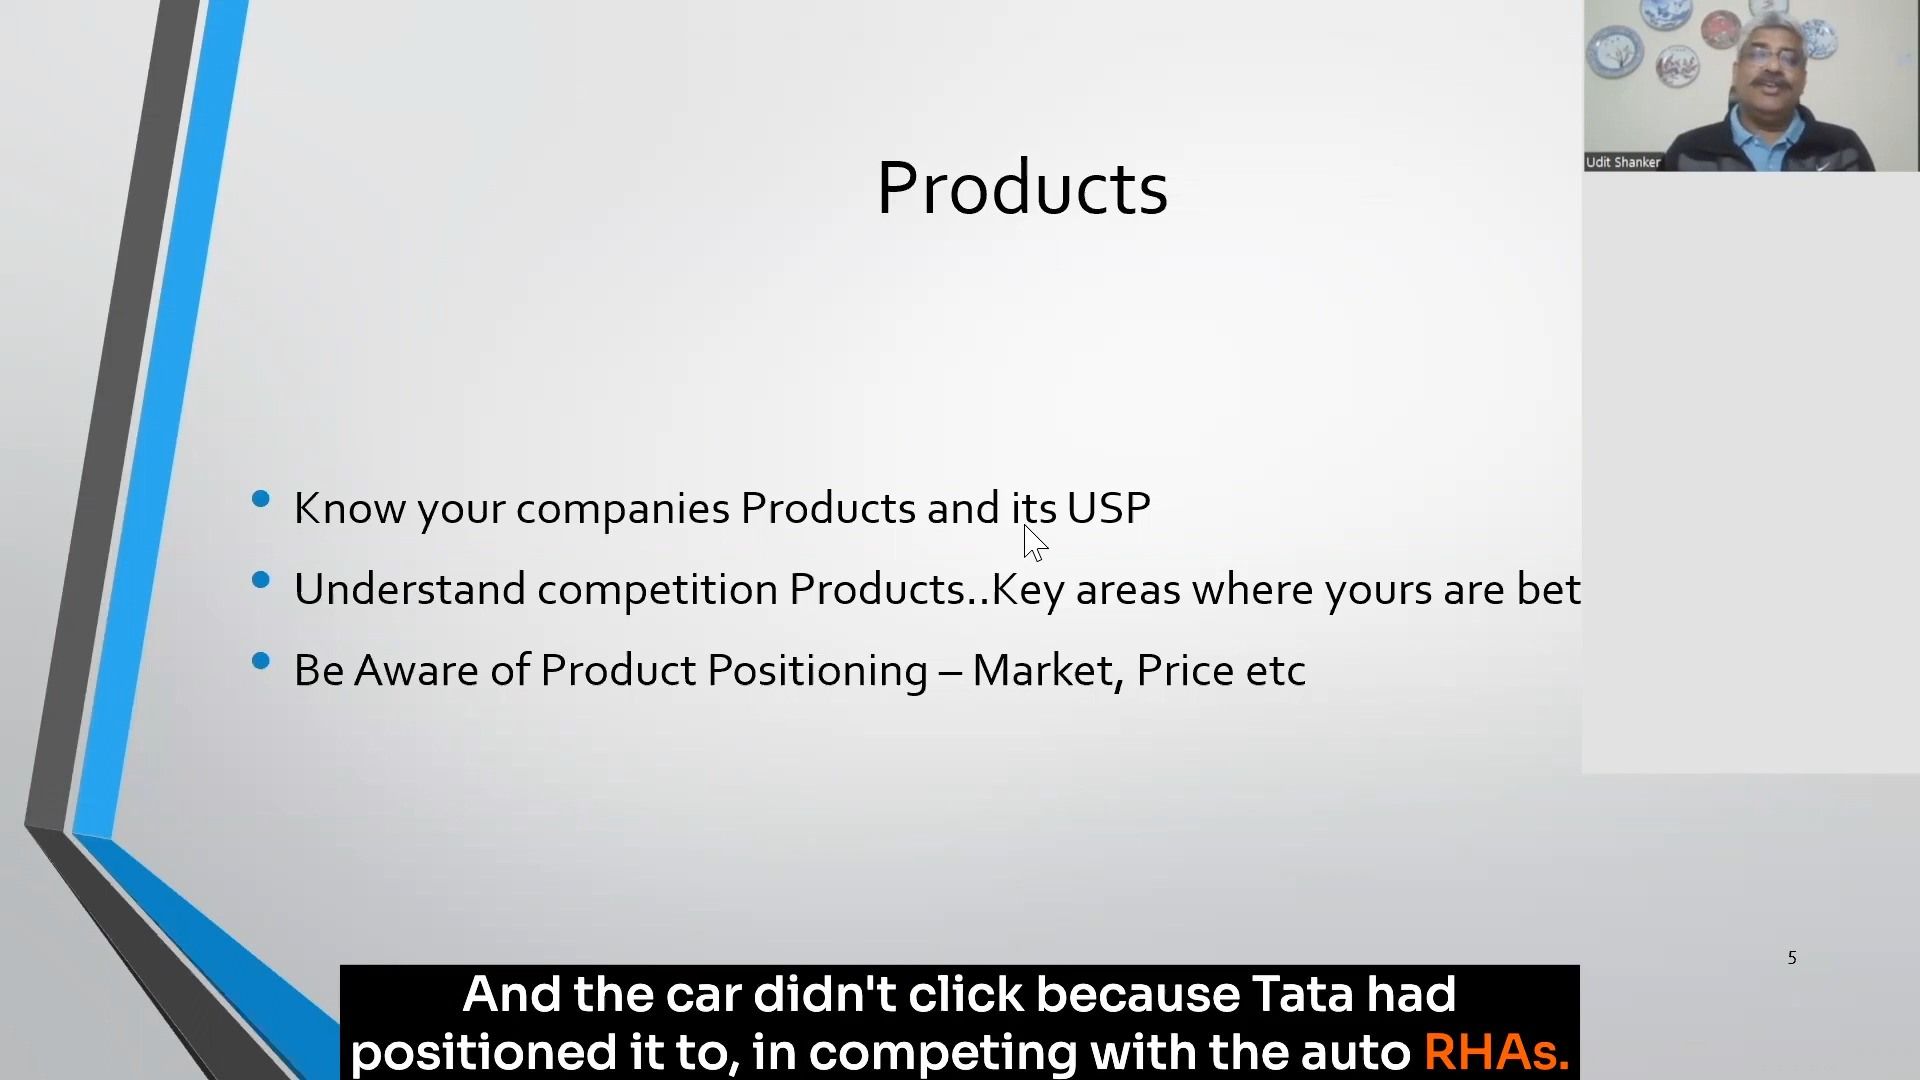 Products
Udit Shanker
Know your companies Products and its USP
Understand competition Products..Key areas where yours are bet
Be Aware of Product Positioning – Market, Price etc
5
And the car didn't click because Tata had
positioned it to, in competing with the auto RHAs.